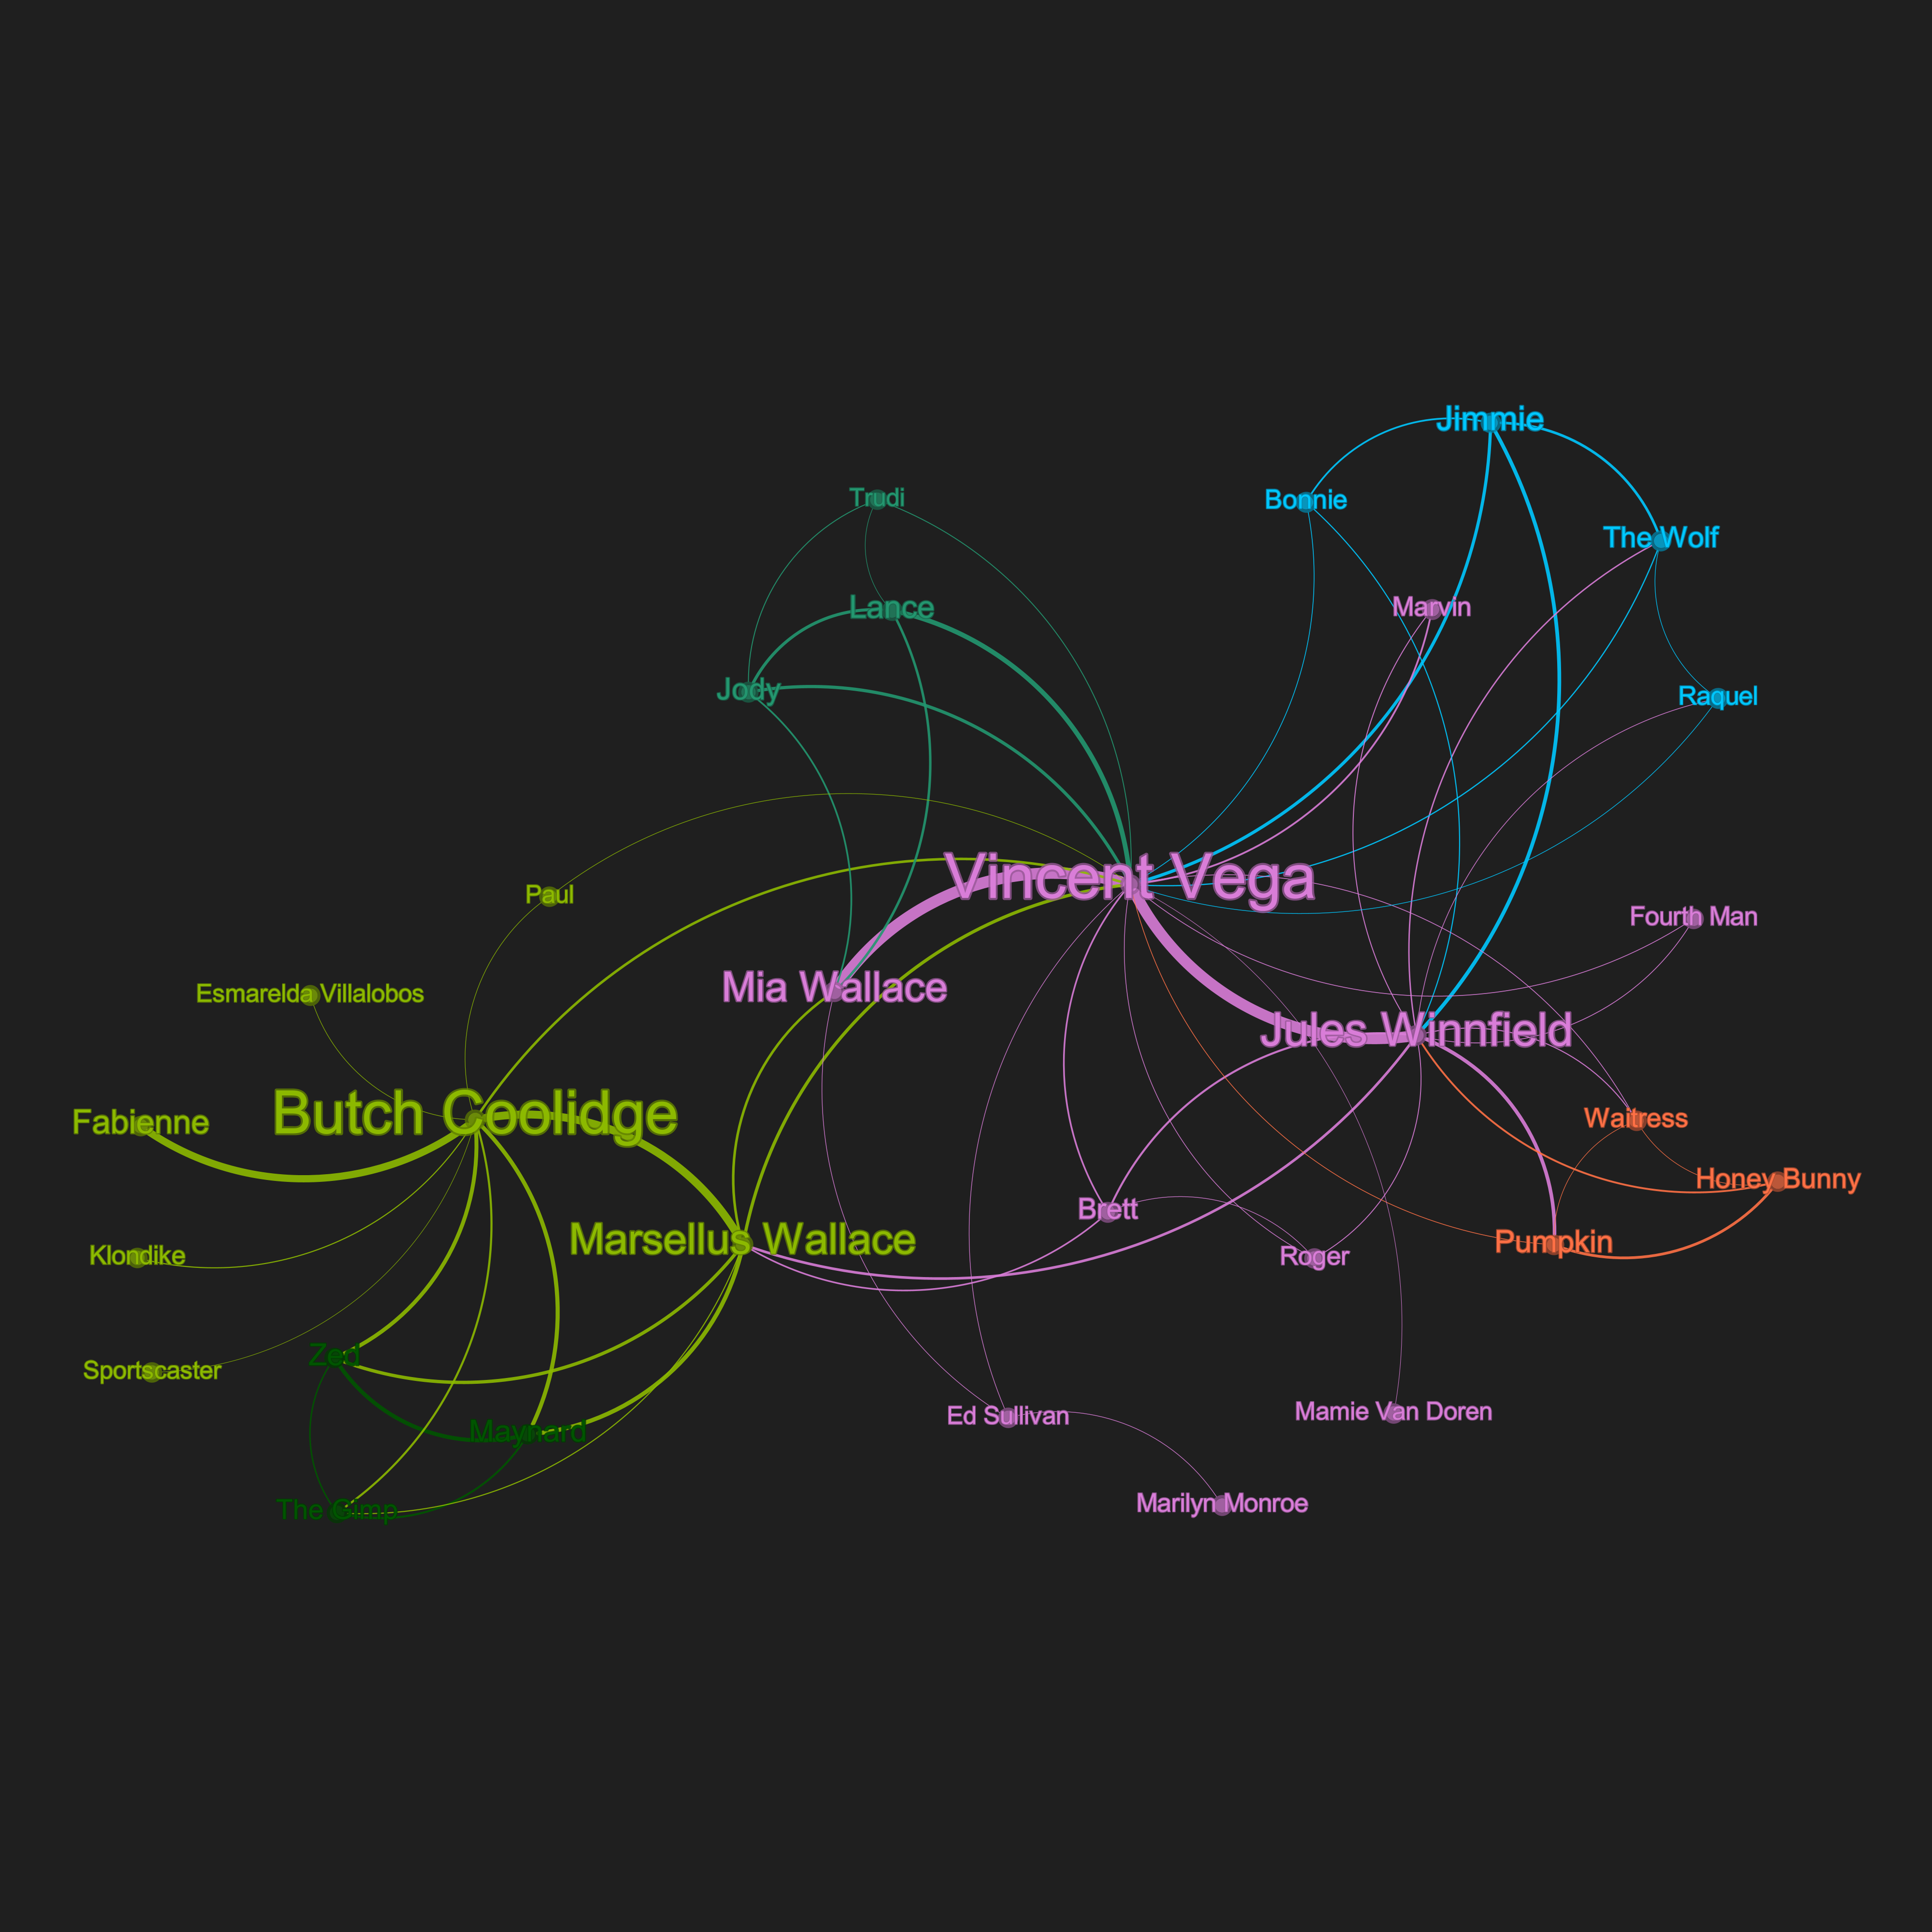 Jimmie
Trudi
Bonnie
The Wolf
Lance
Marvin
Jody
Raquel
Vincent Vega
Paul
Fourth Man
Mia Wallace
Esmarelda Villalobos
Jules Winnfield
Butch Coolidge
Fabienne
Waitress
Honey Bunny
Brett
Marsellus Wallace
Pumpkin
Klondike
Roger
Zed
Sportscaster
Ed Sullivan
Mamie Van Doren
Maynard
Marilyn Monroe
The Gimp